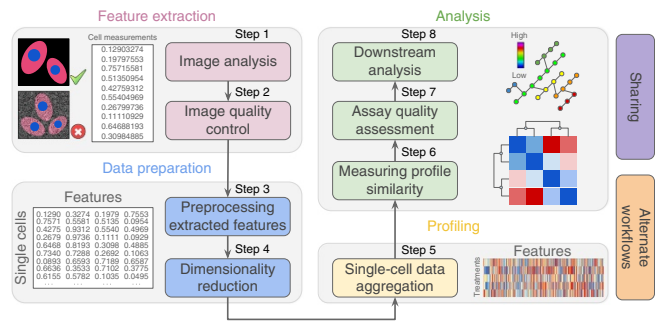 Feature extraction
Cell measurements
0.12903274
0.19797553
0.75715581
0.51350954
0.42759312
0.55404969
0.26799736
0.11110929
0.64688193
0.30984885
Step 1
Image analysis
Step 2
Image quality
control
Data preparation
Features
Single cells
0.1290 0.3274 0.1979 0.7553
0.7571 0.5581 0.5135 0.0954
0.4275 0.9312 0.5540 0.4969
0.2679 0.9736 0.1111 0.0929
0.6468 0.8193 0.3098 0.4885
0.7340 0.7288 0.2692 0.1063
0.0893 0.6593 0.7189 0.6587
0.6636 0.3533 0.7102 0.3775
0.6155 0.5782 0.1035 0.0495
... ... ... ...
Step 3
Preprocessing
extracted features
Step 4
Dimensionality
reduction
Profiling
Step 5
Single-cell data
aggregation
Features
Treatments
Analysis
Step 6
Measuring profile
similarity
Step 7
Assay quality
assessment
Step 8
Downstream
analysis
High
Low
Sharing
Alternate
workflows